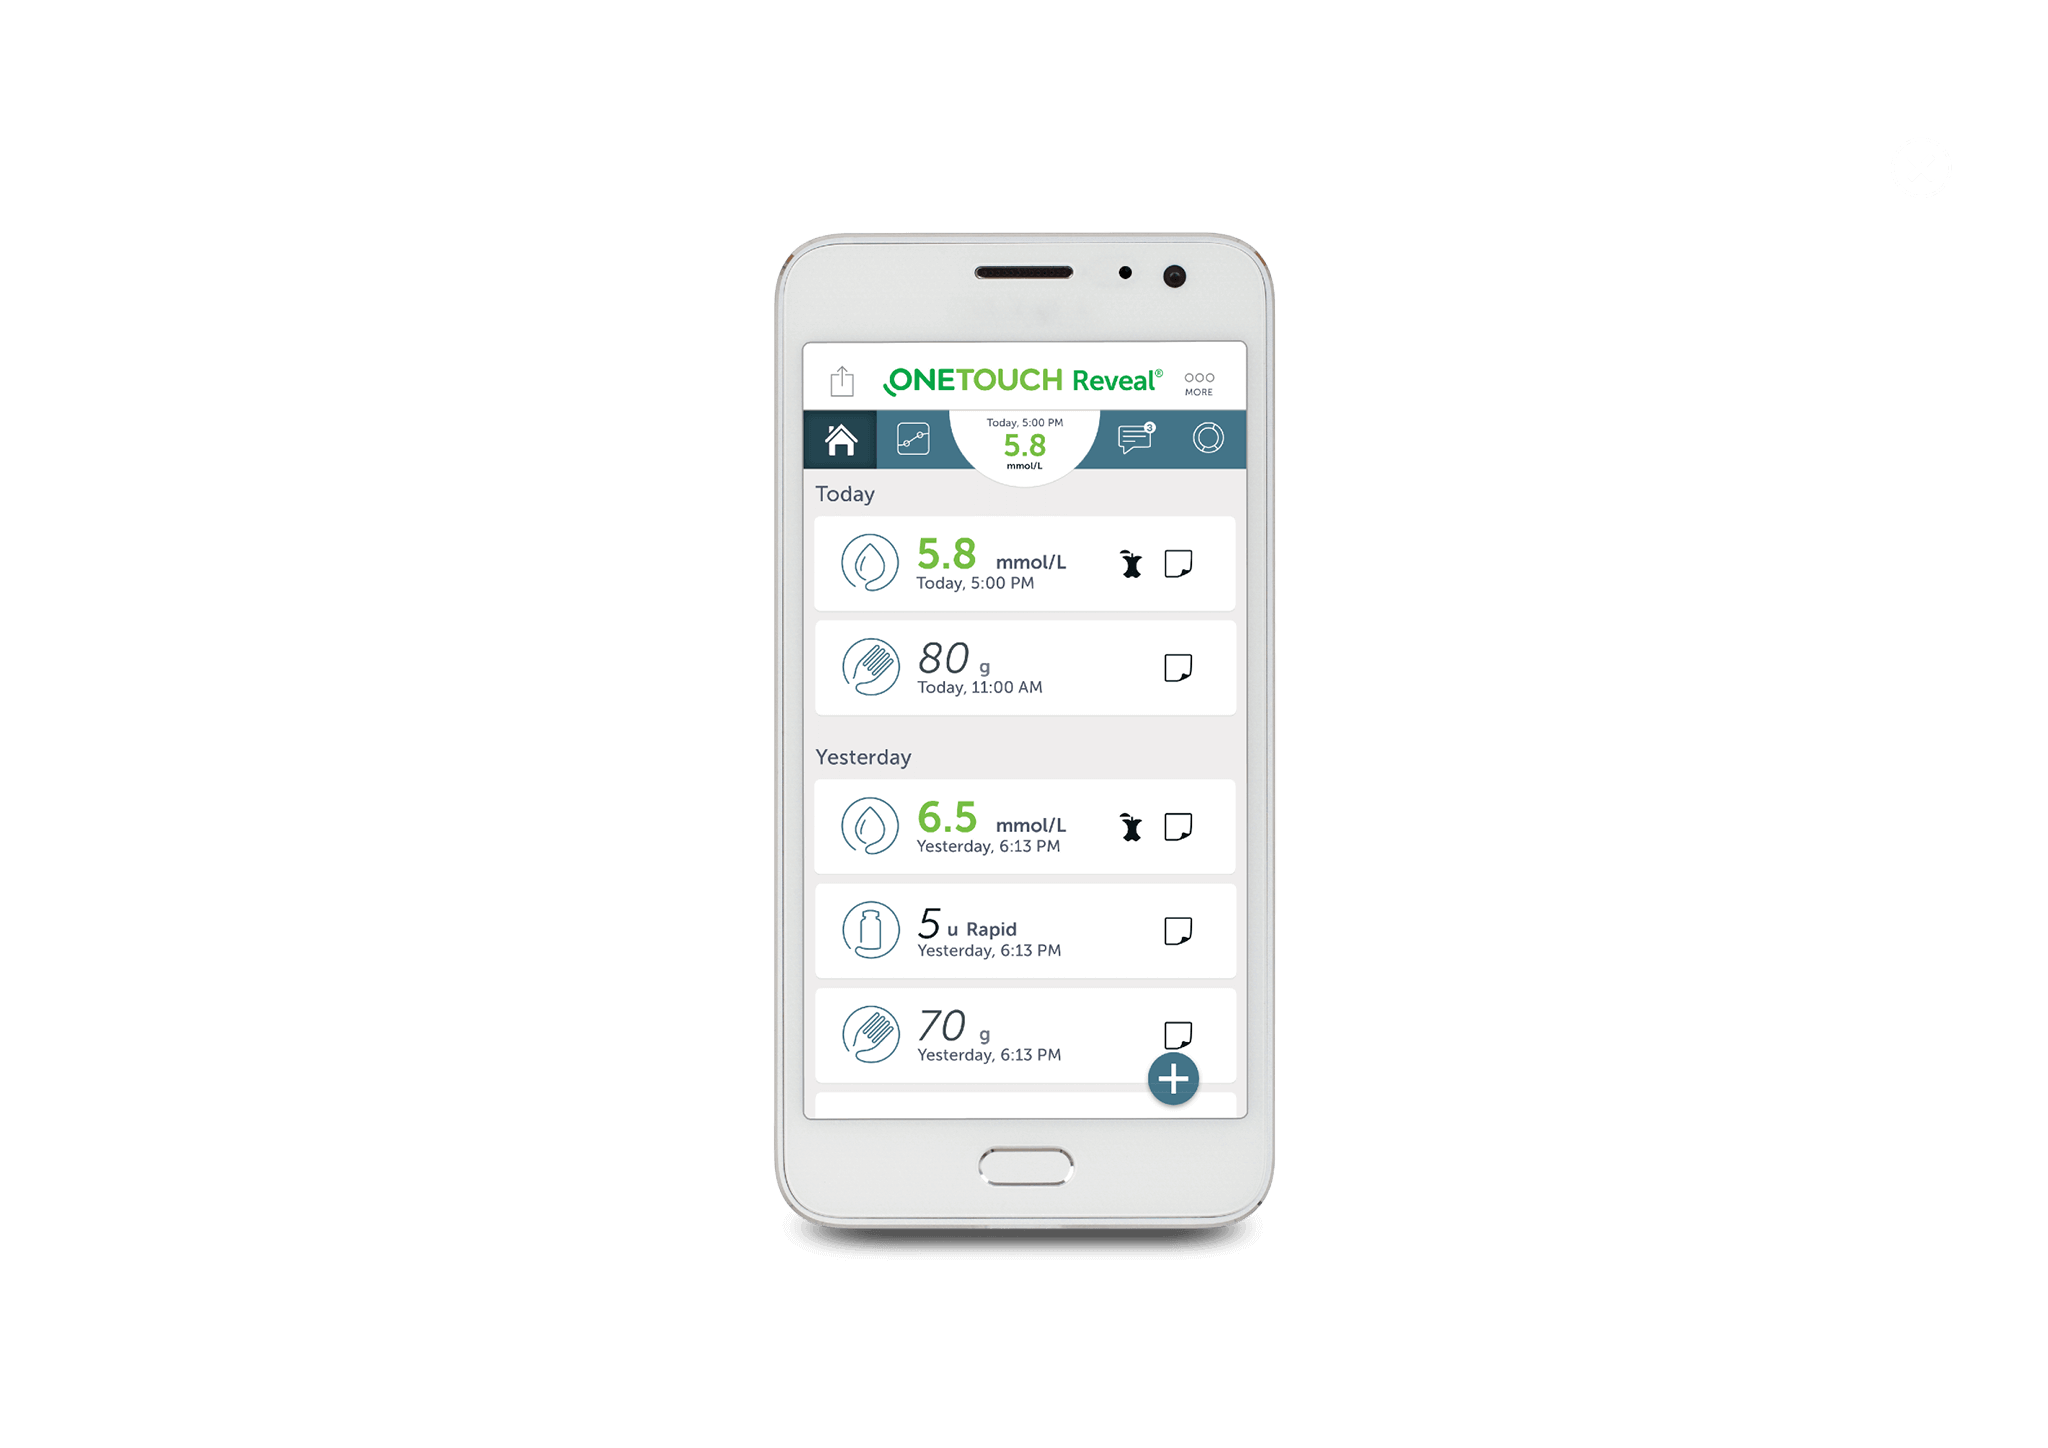 ONETOUCH Reveal®
MORE
Today, 5:00 PM
5.8
mmol/L
3
Today
5.8 mmol/L
Today, 5:00 PM
80 g
Today, 11:00 AM
Yesterday
6.5 mmol/L
Yesterday, 6:13 PM
5 u Rapid
Yesterday, 6:13 PM
70 g
Yesterday, 6:13 PM